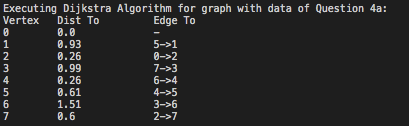 Executing Dijkstra Algorithm for graph with data of Question 4a:
Vertex Dist To Edge To
0 0.0 -
1 0.93 5->1
2 0.26 0->2
3 0.99 7->3
4 0.26 6->4
5 0.61 4->5
6 1.51 3->6
7 0.6 2->7